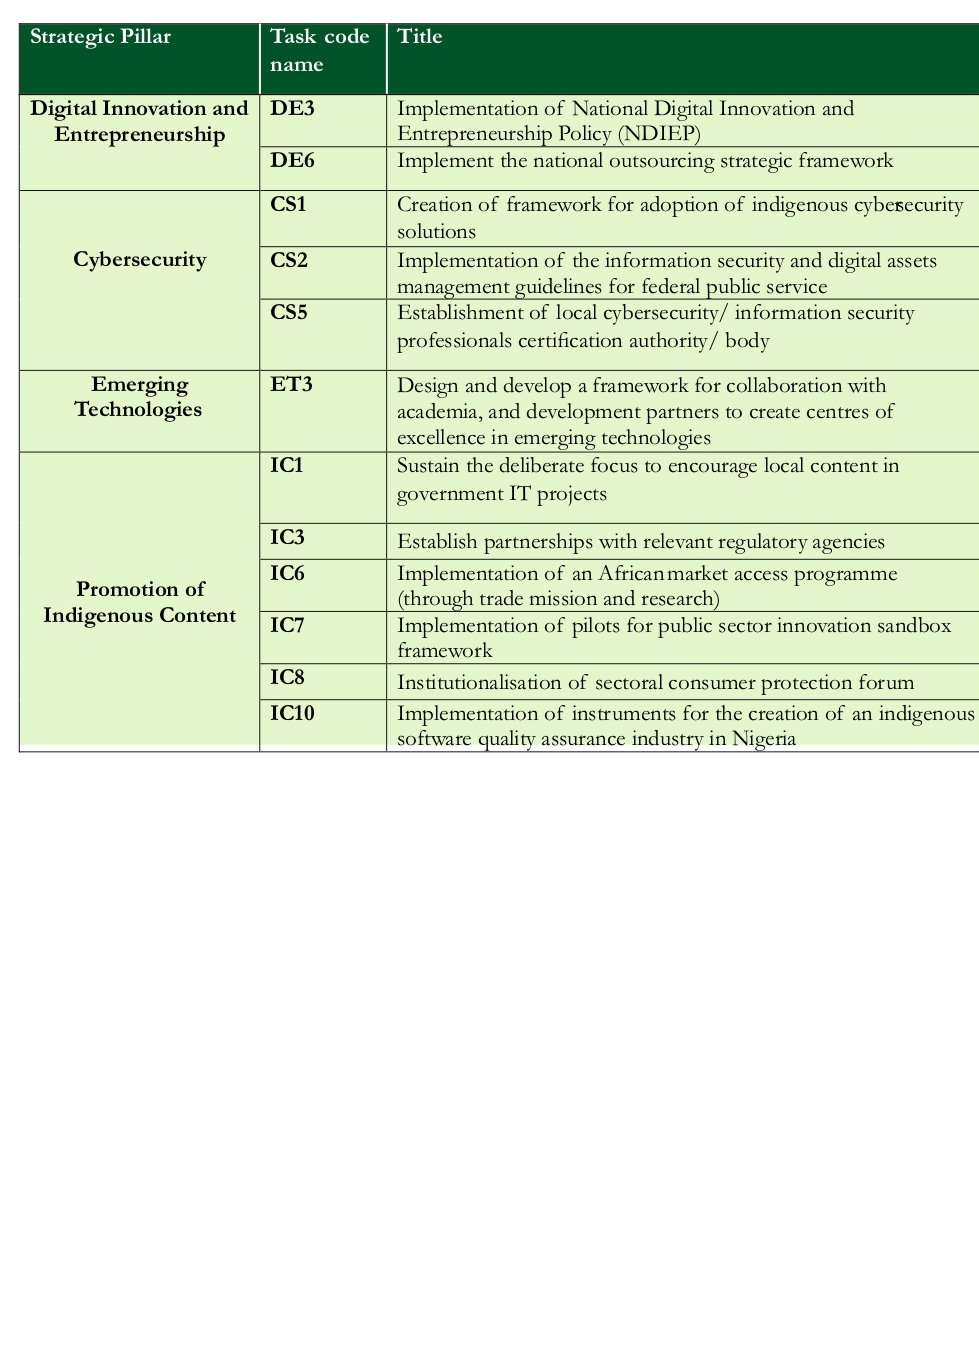 Strategic Pillar
Task code
name
Title
Digital Innovation and
Entrepreneurship
DE3
Implementation of National Digital Innovation and
Entrepreneurship Policy (NDIEP)
DE6
Implement the national outsourcing strategic framework
Cybersecurity
CS1
Creation of framework for adoption of indigenous cybersecurity
solutions
CS2
Implementation of the information security and digital assets
management guidelines for federal public service
CS5
Establishment of local cybersecurity/ information security
professionals certification authority/ body
Emerging
Technologies
ET3
Design and develop a framework for collaboration with
academia, and development partners to create centres of
excellence in emerging technologies
Promotion of
Indigenous Content
IC1
Sustain the deliberate focus to encourage local content in
government IT projects
IC3
Establish partnerships with relevant regulatory agencies
IC6
Implementation of an African market access programme
(through trade mission and research)
IC7
Implementation of pilots for public sector innovation sandbox
framework
IC8
Institutionalisation of sectoral consumer protection forum
IC10
Implementation of instruments for the creation of an indigenous
software quality assurance industry in Nigeria